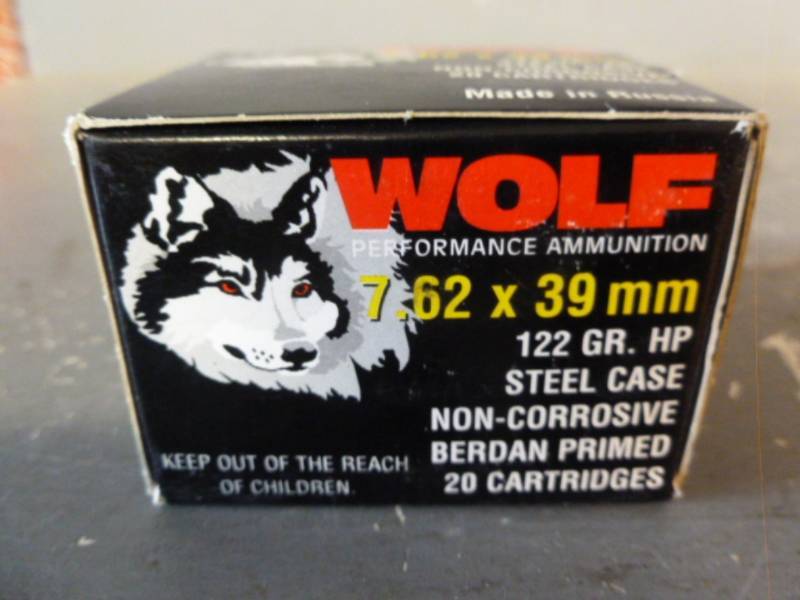 Made in Russia
WOLF
PERFORMANCE AMMUNITION
7.62 x 39 mm
122 GR. HP
STEEL CASE
NON-CORROSIVE
BERDAN PRIMED
20 CARTRIDGES
KEEP OUT OF THE REACH
OF CHILDREN.